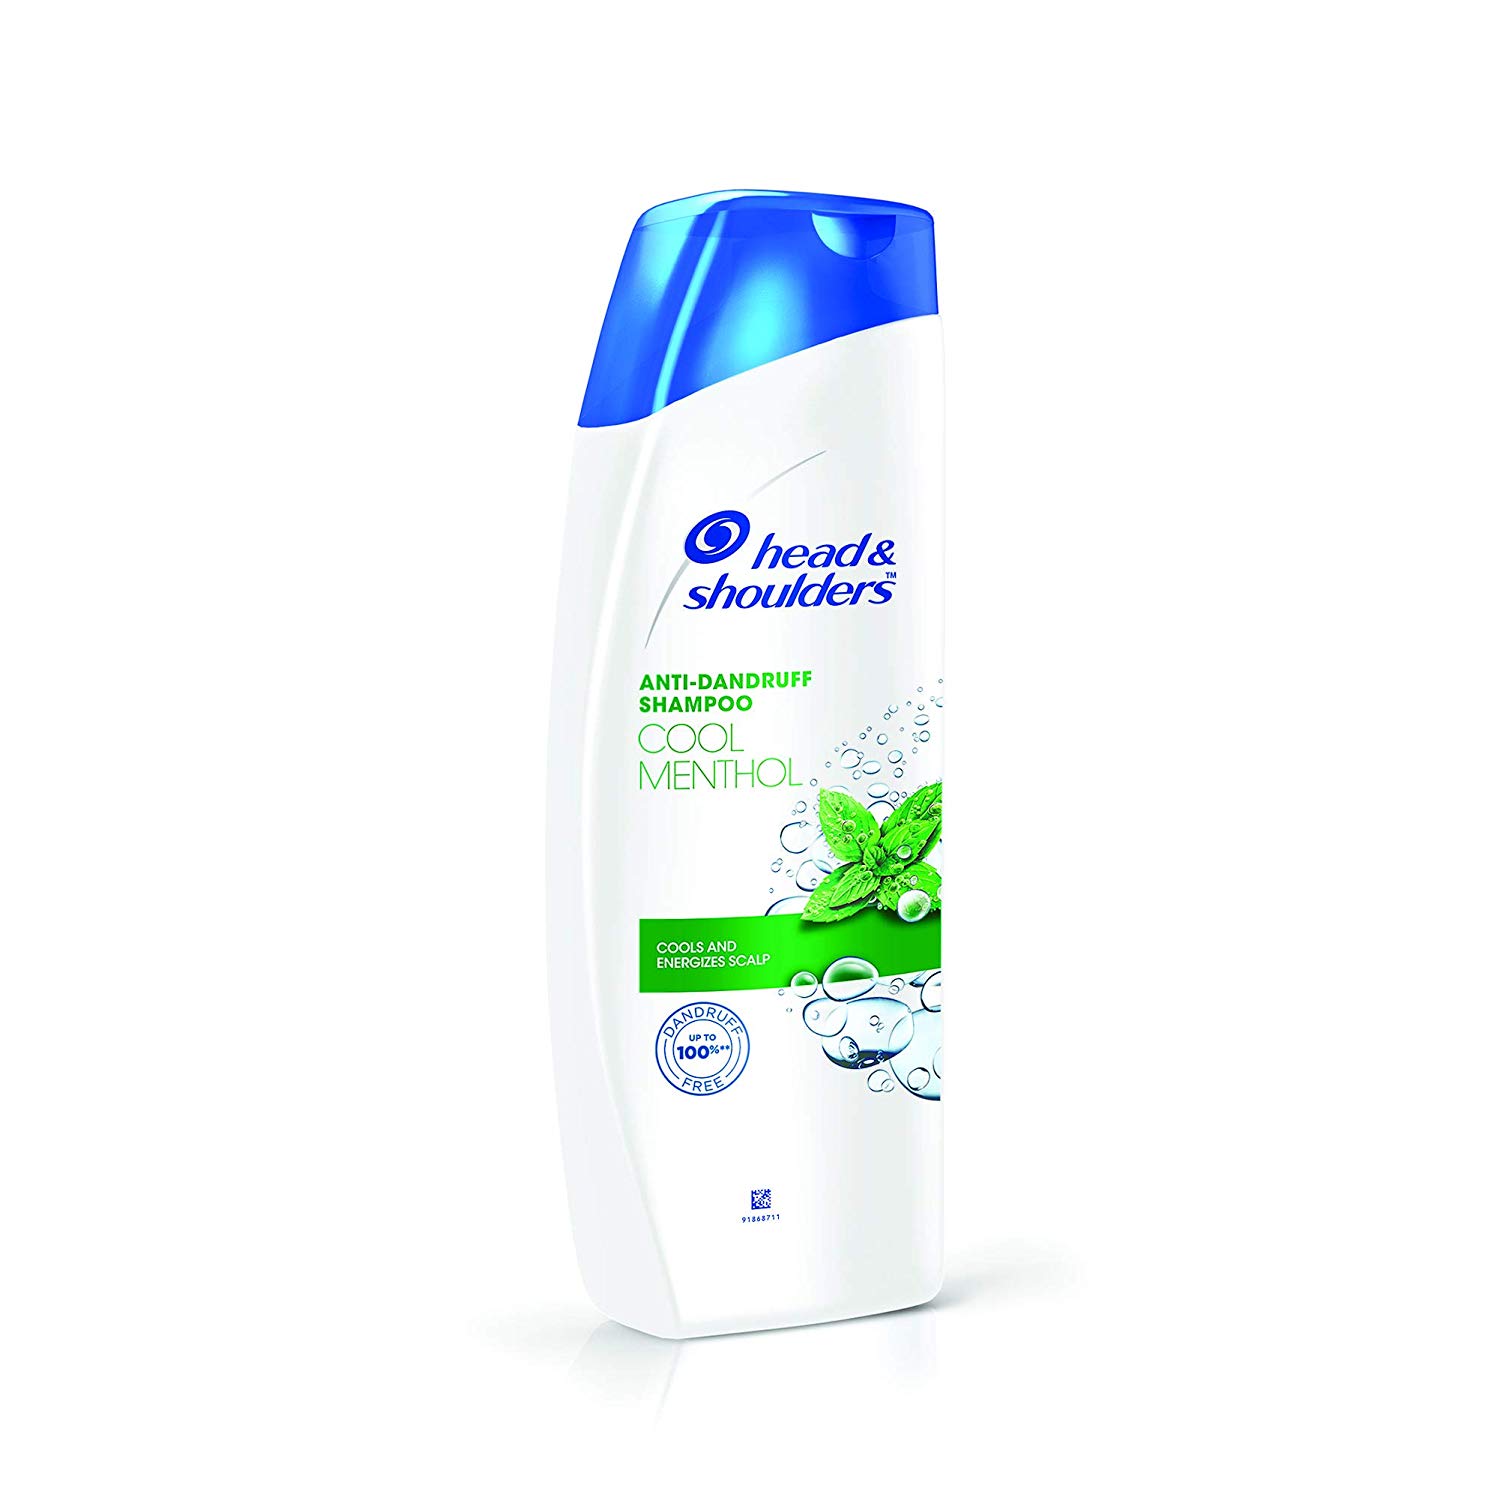 head &
shoulders™
ANTI-DANDRUFF
SHAMPOO
COOL
MENTHOL
COOLS AND
ENERGIZES SCALP
DANDRUFF
UP TO
100%**
FREE
91868711